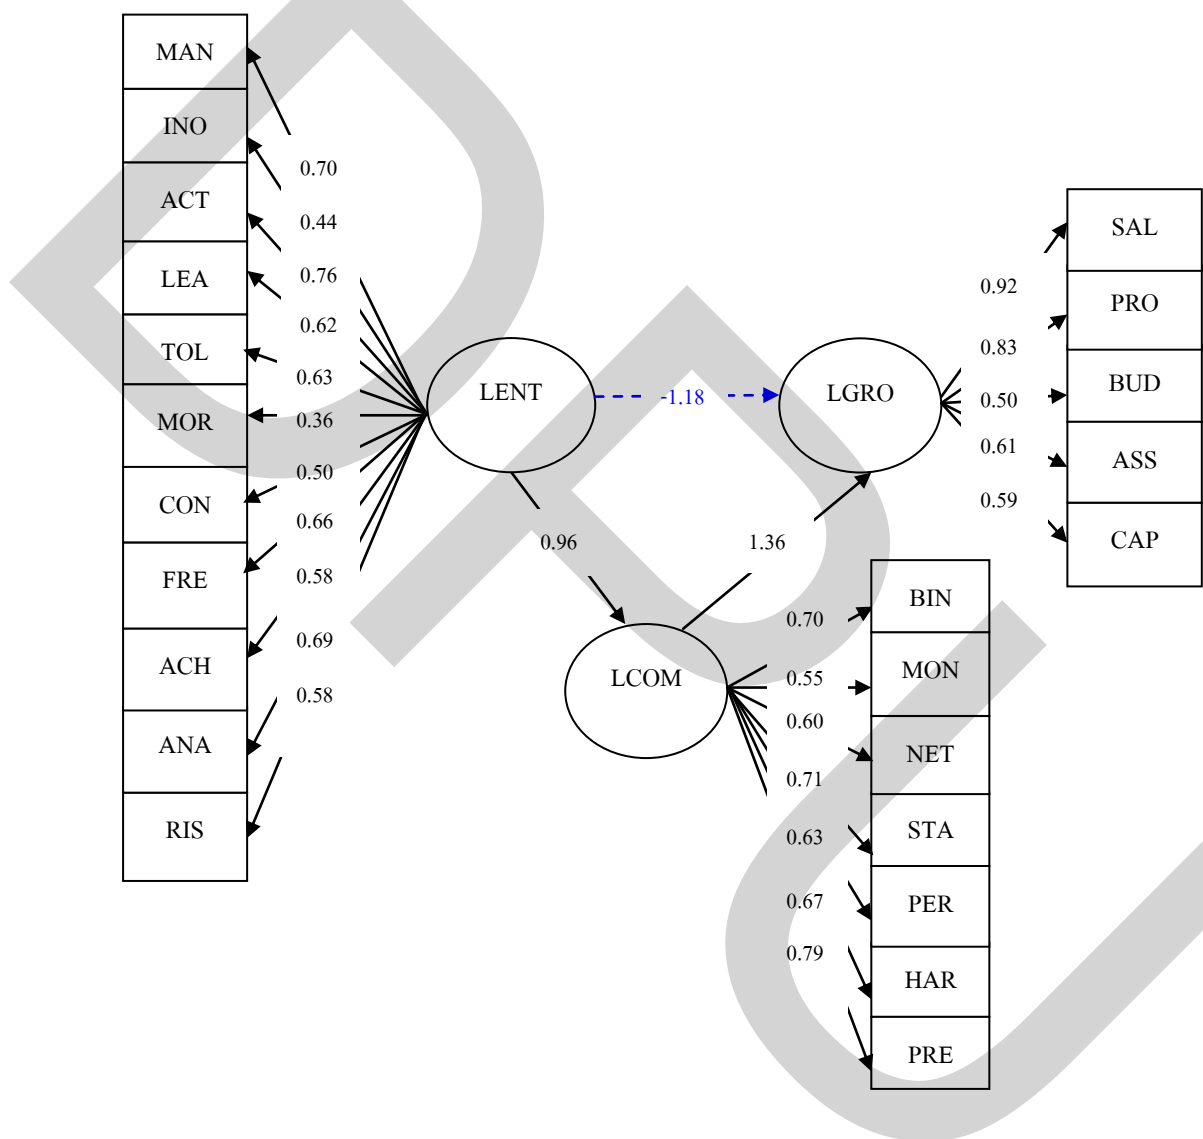 MAN
INO
ACT
LEA
TOL
MOR
CON
FRE
ACH
ANA
RIS
0.70
0.44
0.76
0.62
0.63
0.36
0.50
0.66
0.58
0.69
0.58
LENT
-1.18
LGRO
0.96
1.36
LCOM
0.92
0.83
0.50
0.61
0.59
SAL
PRO
BUD
ASS
CAP
0.70
0.55
0.60
0.71
0.63
0.67
0.79
BIN
MON
NET
STA
PER
HAR
PRE